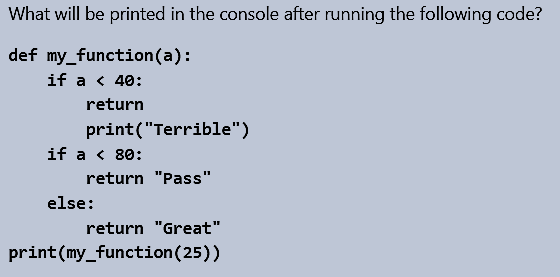 What will be printed in the console after running the following code?
def my_function(a):
    if a < 40:
        return
        print("Terrible")
    if a < 80:
        return "Pass"
    else:
        return "Great"
print(my_function(25))